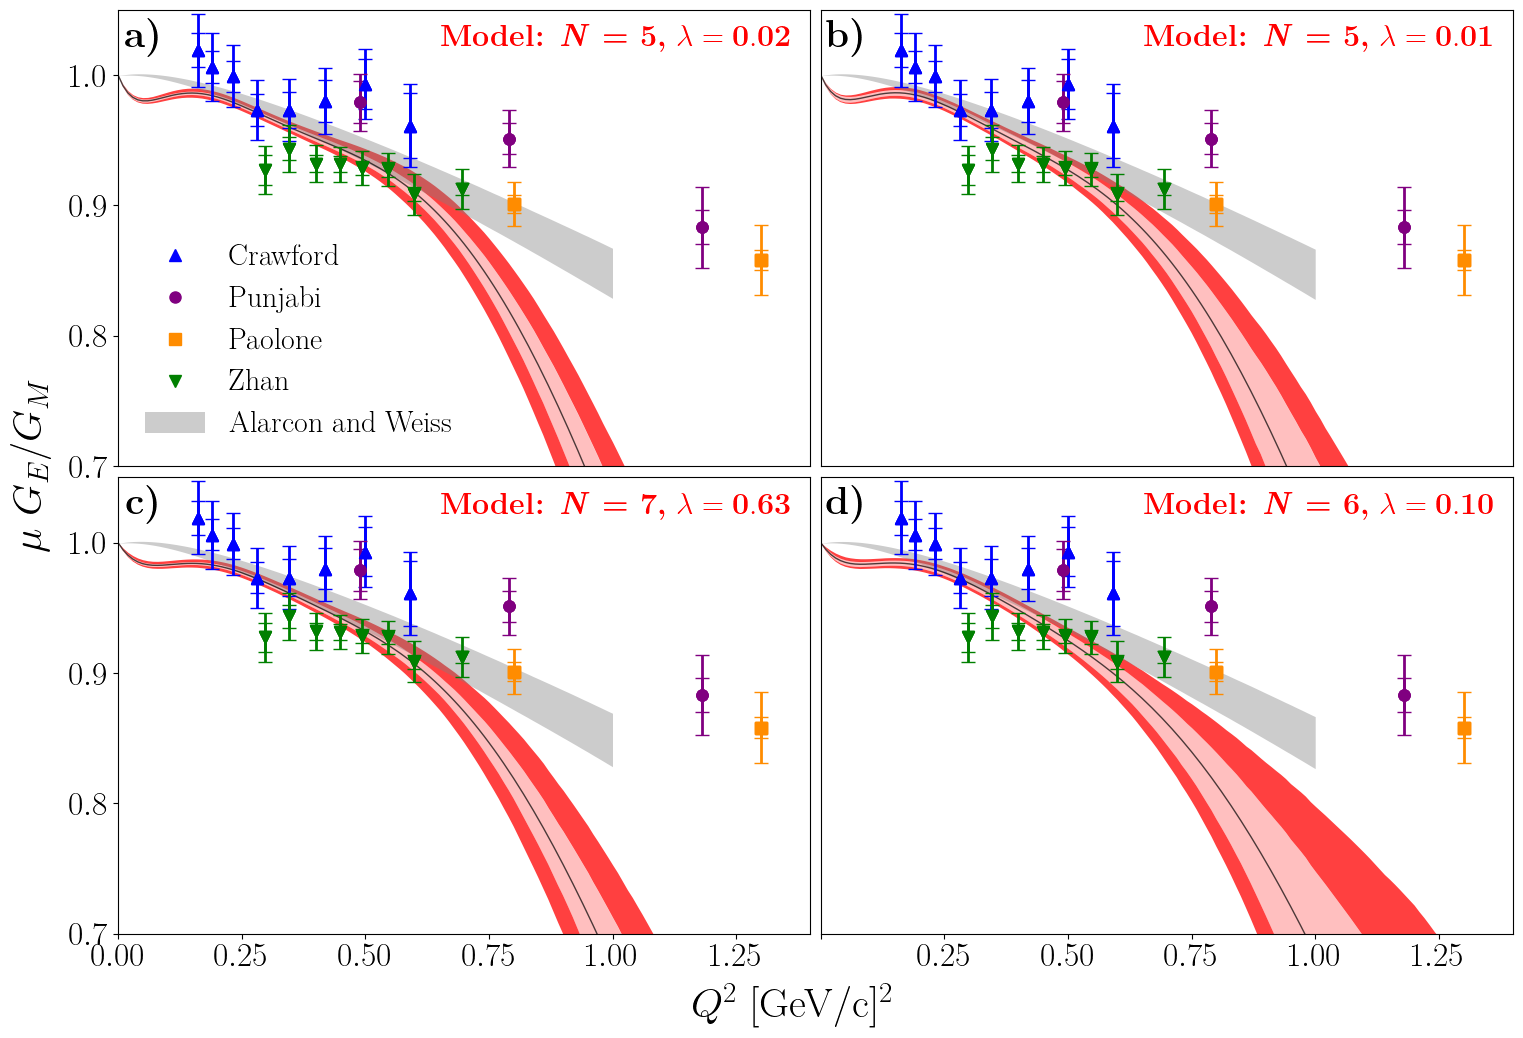 a)
Model: N = 5, λ = 0.02
b)
Model: N = 5, λ = 0.01
1.0
0.9
0.8
0.7
Crawford
Punjabi
Paolone
Zhan
Alarcon and Weiss
μ G_E/G_M
c)
Model: N = 7, λ = 0.63
d)
Model: N = 6, λ = 0.10
1.0
0.9
0.8
0.7
0.00 0.25 0.50 0.75 1.00 1.25
0.25 0.50 0.75 1.00 1.25
Q² [GeV/c]²